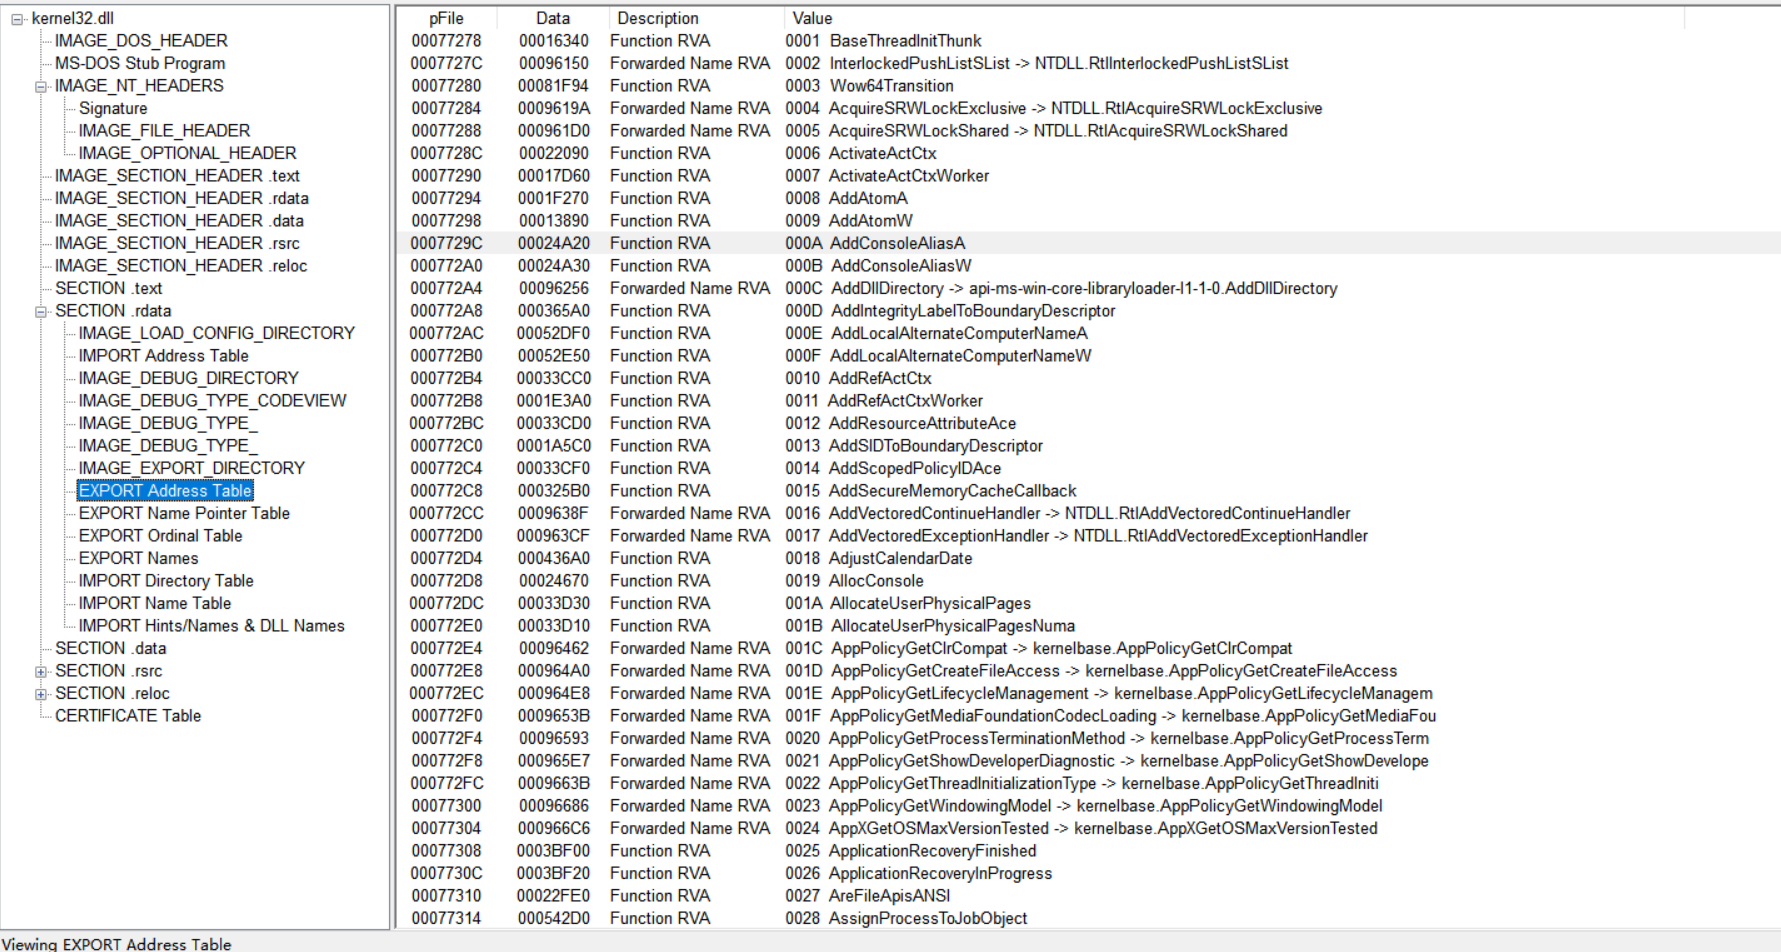 kernel32.dll
IMAGE_DOS_HEADER
MS-DOS Stub Program
IMAGE_NT_HEADERS
Signature
IMAGE_FILE_HEADER
IMAGE_OPTIONAL_HEADER
IMAGE_SECTION_HEADER .text
IMAGE_SECTION_HEADER .rdata
IMAGE_SECTION_HEADER .data
IMAGE_SECTION_HEADER .rsrc
IMAGE_SECTION_HEADER .reloc
SECTION .text
SECTION .rdata
IMAGE_LOAD_CONFIG_DIRECTORY
IMPORT Address Table
IMAGE_DEBUG_DIRECTORY
IMAGE_DEBUG_TYPE_CODEVIEW
IMAGE_DEBUG_TYPE_
IMAGE_DEBUG_TYPE_
IMAGE_EXPORT_DIRECTORY
EXPORT Address Table
EXPORT Name Pointer Table
EXPORT Ordinal Table
EXPORT Names
IMPORT Directory Table
IMPORT Name Table
IMPORT Hints/Names & DLL Names
SECTION .data
SECTION .rsrc
SECTION .reloc
CERTIFICATE Table
pFile Data Description Value
00077278 00016340 Function RVA 0001 BaseThreadInitThunk
0007727C 00096150 Forwarded Name RVA 0002 InterlockedPushListSList -> NTDLL.RtlInterlockedPushListSList
00077280 00081F94 Function RVA 0003 Wow64Transition
00077284 0009619A Forwarded Name RVA 0004 AcquireSRWLockExclusive -> NTDLL.RtlAcquireSRWLockExclusive
00077288 000961D0 Forwarded Name RVA 0005 AcquireSRWLockShared -> NTDLL.RtlAcquireSRWLockShared
0007728C 00022090 Function RVA 0006 ActivateActCtx
00077290 00017D60 Function RVA 0007 ActivateActCtxWorker
00077294 0001F270 Function RVA 0008 AddAtomA
00077298 00013890 Function RVA 0009 AddAtomW
0007729C 00024A20 Function RVA 000A AddConsoleAliasA
000772A0 00024A30 Function RVA 000B AddConsoleAliasW
000772A4 00096256 Forwarded Name RVA 000C AddDllDirectory -> api-ms-win-core-libraryloader-l1-1-0.AddDllDirectory
000772A8 000365A0 Function RVA 000D AddIntegrityLabelToBoundaryDescriptor
000772AC 00052DF0 Function RVA 000E AddLocalAlternateComputerNameA
000772B0 00052E50 Function RVA 000F AddLocalAlternateComputerNameW
000772B4 00033CC0 Function RVA 0010 AddRefActCtx
000772B8 0001E3A0 Function RVA 0011 AddRefActCtxWorker
000772BC 00033CD0 Function RVA 0012 AddResourceAttributeAce
000772C0 0001A5C0 Function RVA 0013 AddSIDToBoundaryDescriptor
000772C4 00033CF0 Function RVA 0014 AddScopedPolicyIDAce
000772C8 000325B0 Function RVA 0015 AddSecureMemoryCacheCallback
000772CC 0009638F Forwarded Name RVA 0016 AddVectoredContinueHandler -> NTDLL.RtlAddVectoredContinueHandler
000772D0 000963CF Forwarded Name RVA 0017 AddVectoredExceptionHandler -> NTDLL.RtlAddVectoredExceptionHandler
000772D4 000436A0 Function RVA 0018 AdjustCalendarDate
000772D8 00024670 Function RVA 0019 AllocConsole
000772DC 00033D30 Function RVA 001A AllocateUserPhysicalPages
000772E0 00033D10 Function RVA 001B AllocateUserPhysicalPagesNuma
000772E4 00096462 Forwarded Name RVA 001C AppPolicyGetClrCompat -> kernelbase.AppPolicyGetClrCompat
000772E8 000964A0 Forwarded Name RVA 001D AppPolicyGetCreateFileAccess -> kernelbase.AppPolicyGetCreateFileAccess
000772EC 000964E8 Forwarded Name RVA 001E AppPolicyGetLifecycleManagement -> kernelbase.AppPolicyGetLifecycleManagem
000772F0 0009653B Forwarded Name RVA 001F AppPolicyGetMediaFoundationCodecLoading -> kernelbase.AppPolicyGetMediaFou
000772F4 00096593 Forwarded Name RVA 0020 AppPolicyGetProcessTerminationMethod -> kernelbase.AppPolicyGetProcessTerm
000772F8 000965E7 Forwarded Name RVA 0021 AppPolicyGetShowDeveloperDiagnostic -> kernelbase.AppPolicyGetShowDevelope
000772FC 0009663B Forwarded Name RVA 0022 AppPolicyGetThreadInitializationType -> kernelbase.AppPolicyGetThreadIniti
00077300 00096686 Forwarded Name RVA 0023 AppPolicyGetWindowingModel -> kernelbase.AppPolicyGetWindowingModel
00077304 000966C6 Forwarded Name RVA 0024 AppXGetOSMaxVersionTested -> kernelbase.AppXGetOSMaxVersionTested
00077308 0003BF00 Function RVA 0025 ApplicationRecoveryFinished
0007730C 0003BF20 Function RVA 0026 ApplicationRecoveryInProgress
00077310 00022FE0 Function RVA 0027 AreFileApisANSI
00077314 000542D0 Function RVA 0028 AssignProcessToJobObject
Viewing EXPORT Address Table